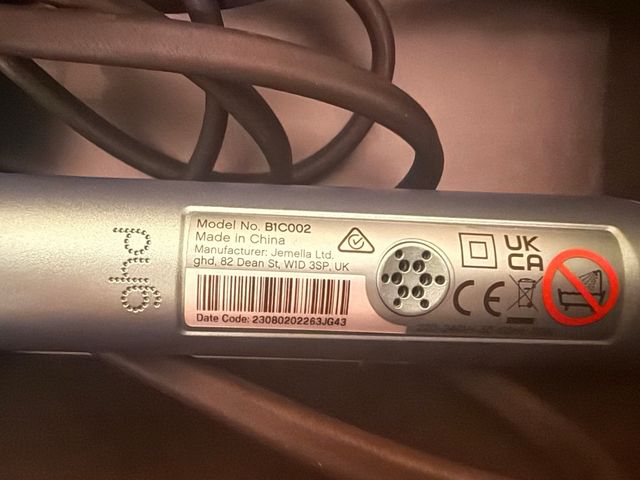 ghd
Model No. B1C002
Made in China
Manufacturer: Jemella Ltd.
ghd, 82 Dean St, W1D 3SP, UK
Date Code: 23080202263JG43
UK
CA
CE